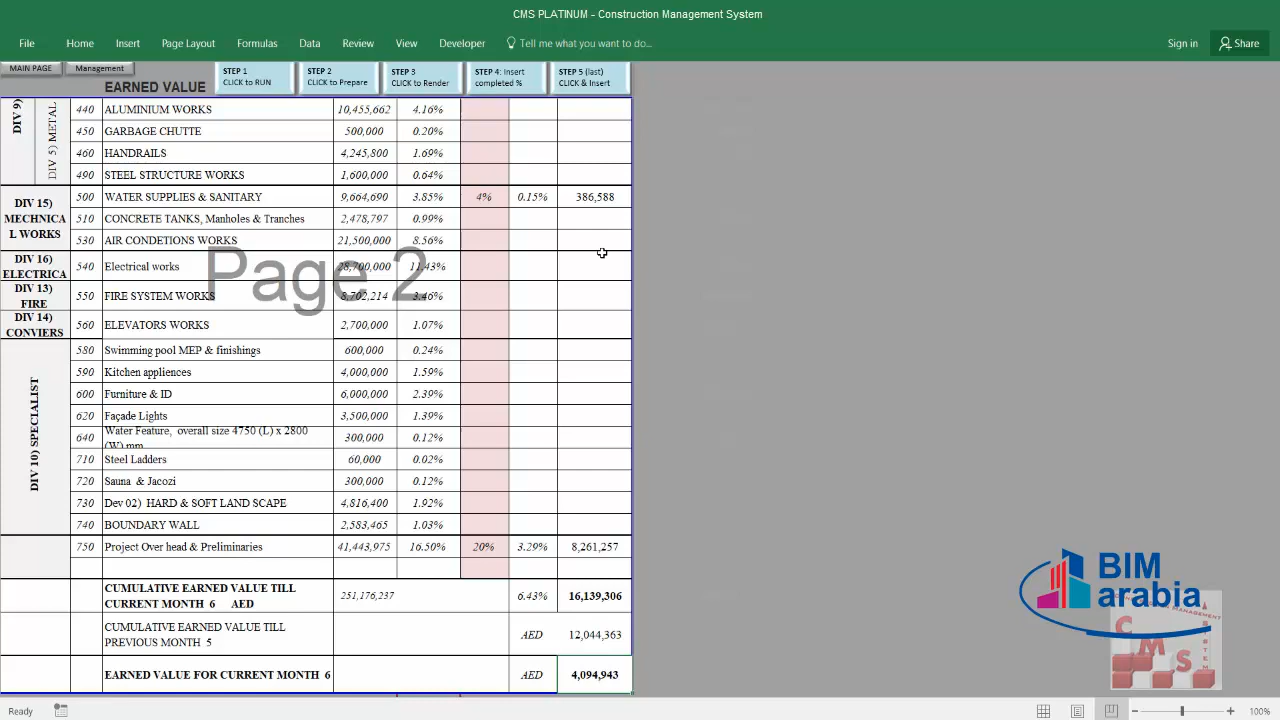 CMS PLATINUM - Construction Management System
File Home Insert Page Layout Formulas Data Review View Developer Tell me what you want to do... Sign in Share
MAIN PAGE Management
EARNED VALUE
STEP 1
CLICK to RUN
STEP 2
CLICK to Prepare
STEP 3
CLICK to Render
STEP 4: Insert
completed %
STEP 5 (last)
CLICK & Insert
DIV 9)
DIV 5) METAL
440 ALUMINIUM WORKS 10,455,662 4.16%
450 GARBAGE CHUTTE 500,000 0.20%
460 HANDRAILS 4,245,800 1.69%
490 STEEL STRUCTURE WORKS 1,600,000 0.64%
DIV 15)
MECHNICA
L WORKS
500 WATER SUPPLIES & SANITARY 9,664,690 3.85% 4% 0.15% 386,588
510 CONCRETE TANKS, Manholes & Tranches 2,478,797 0.99%
530 AIR CONDETIONS WORKS 21,500,000 8.56%
DIV 16)
ELECTRICA
540 Electrical works 28,700,000 11.43%
Page 2
DIV 13)
FIRE
550 FIRE SYSTEM WORKS 8,702,214 3.46%
DIV 14)
CONVIERS
560 ELEVATORS WORKS 2,700,000 1.07%
DIV 10) SPECIALIST
580 Swimming pool MEP & finishings 600,000 0.24%
590 Kitchen appliences 4,000,000 1.59%
600 Furniture & ID 6,000,000 2.39%
620 Façade Lights 3,500,000 1.39%
640 Water Feature, overall size 4750 (L) x 2800
(W) mm 300,000 0.12%
710 Steel Ladders 60,000 0.02%
720 Sauna & Jacozi 300,000 0.12%
730 Dev 02) HARD & SOFT LAND SCAPE 4,816,400 1.92%
740 BOUNDARY WALL 2,583,465 1.03%
750 Project Over head & Preliminaries 41,443,975 16.50% 20% 3.29% 8,261,257
CUMULATIVE EARNED VALUE TILL
CURRENT MONTH 6 AED 251,176,237 6.43% 16,139,306
CUMULATIVE EARNED VALUE TILL
PREVIOUS MONTH 5 AED 12,044,363
EARNED VALUE FOR CURRENT MONTH 6 AED 4,094,943
BIM
arabia
CMS
Ready
100%